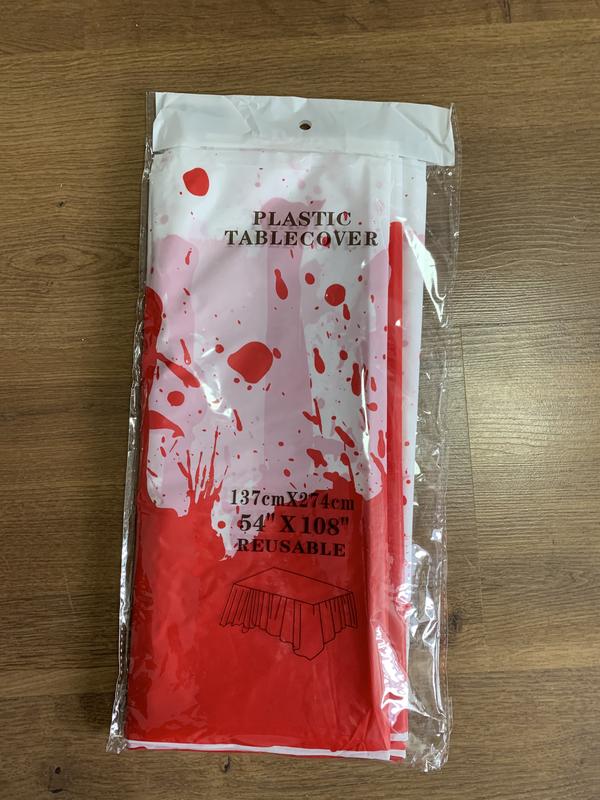 PLASTIC
TABLECOVER
137cmX274cm
54" X 108"
REUSABLE